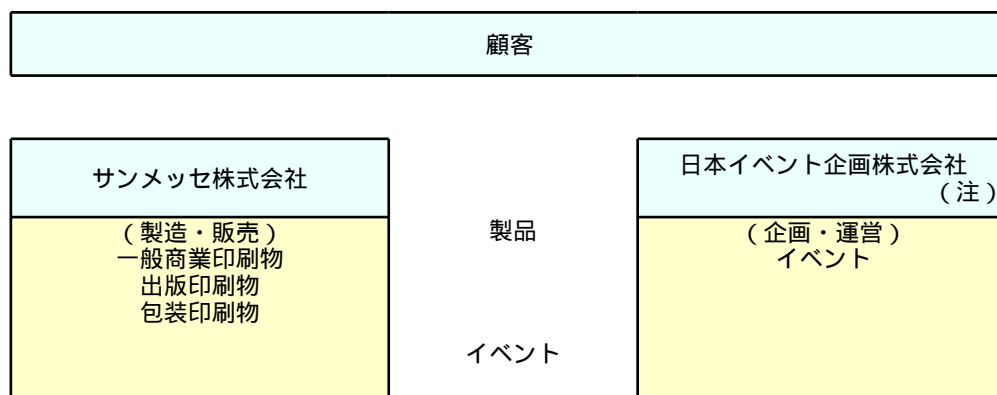 顧客
サンメッセ株式会社
(製造・販売)
一般商業印刷物
出版印刷物
包装印刷物
製品
イベント
日本イベント企画株式会社
(注)
(企画・運営)
イベント